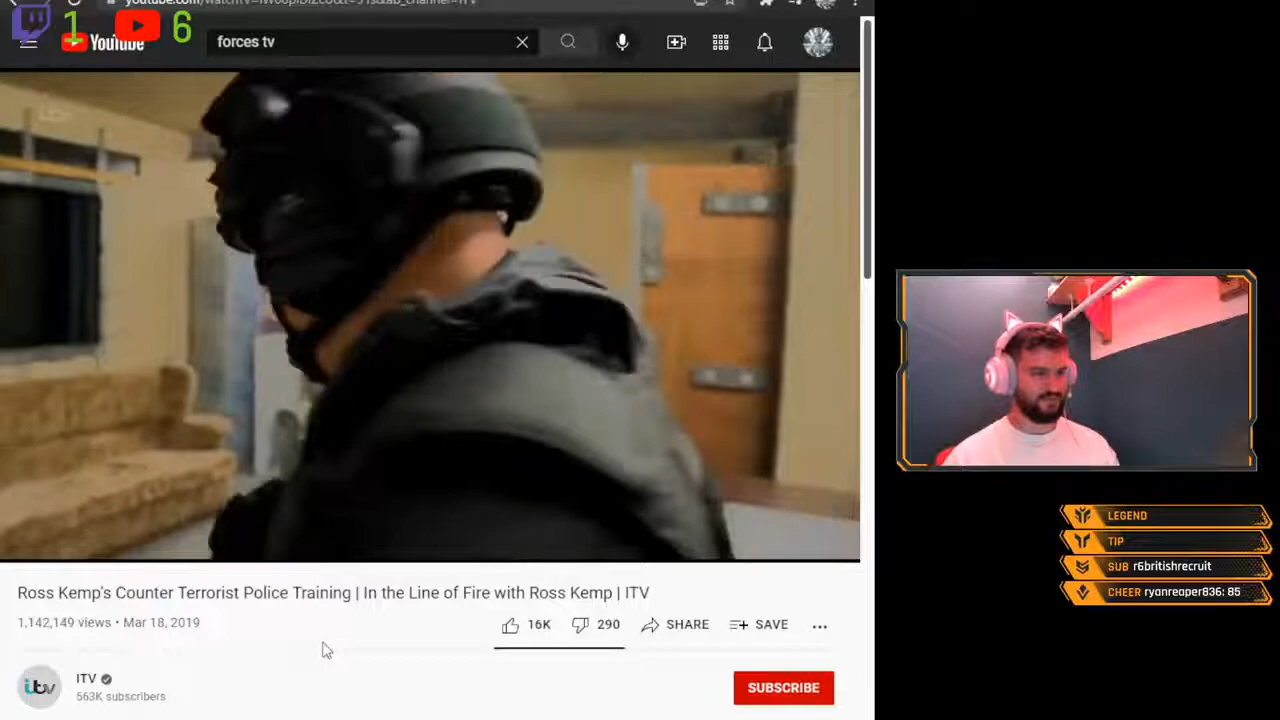 1
6
YouTube
forces tv
Ross Kemp's Counter Terrorist Police Training | In the Line of Fire with Ross Kemp | ITV
1,142,149 views • Mar 18, 2019
16K
290
SHARE
SAVE
itv
ITV
563K subscribers
SUBSCRIBE
LEGEND
TIP
SUB r6britishrecruit
CHEER ryanreaper836: 85